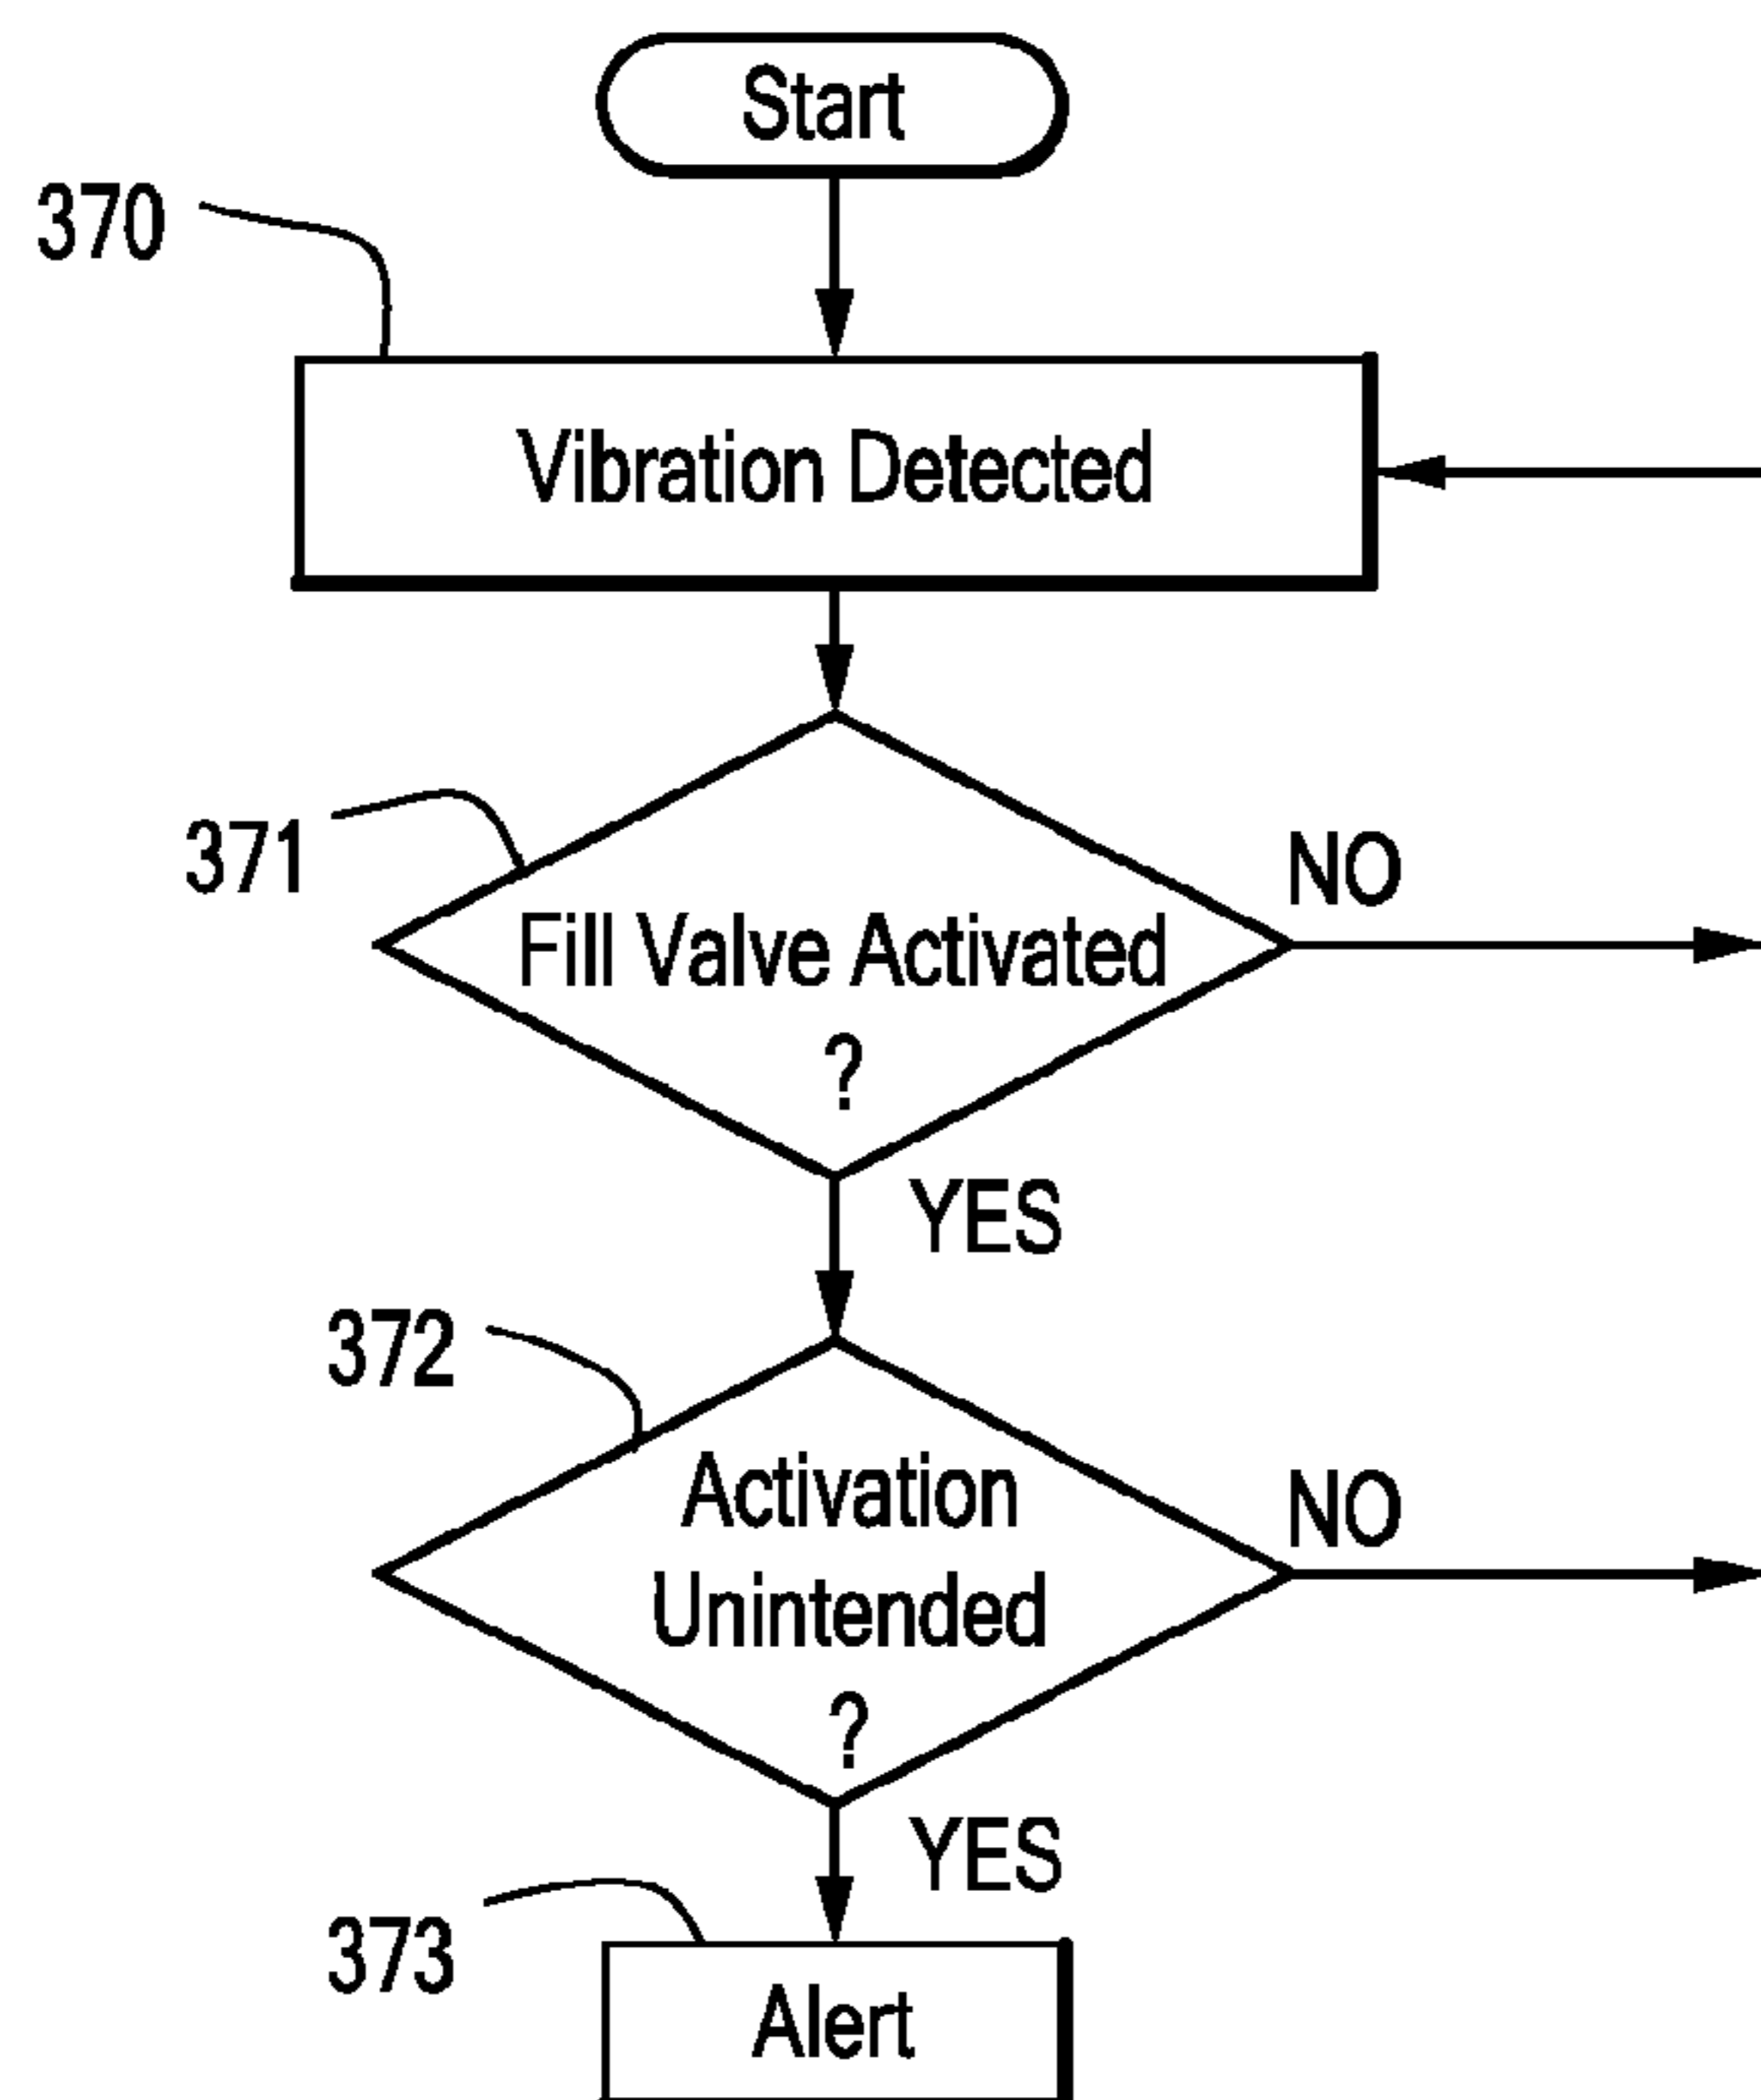 Start
370
Vibration Detected
371
NO
Fill Valve Activated
?
YES
372
Activation
NO
Unintended
?
YES
373
Alert